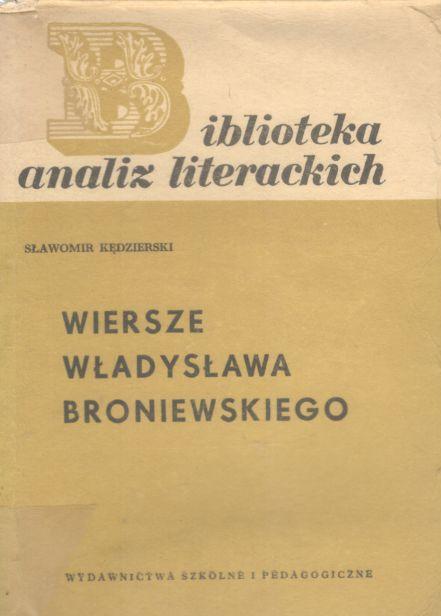 Biblioteka
analiz literackich
SŁAWOMIR KĘDZIERSKI
WIERSZE
WŁADYSŁAWA
BRONIEWSKIEGO
WYDAWNICTWA SZKOLNE I PEDAGOGICZNE